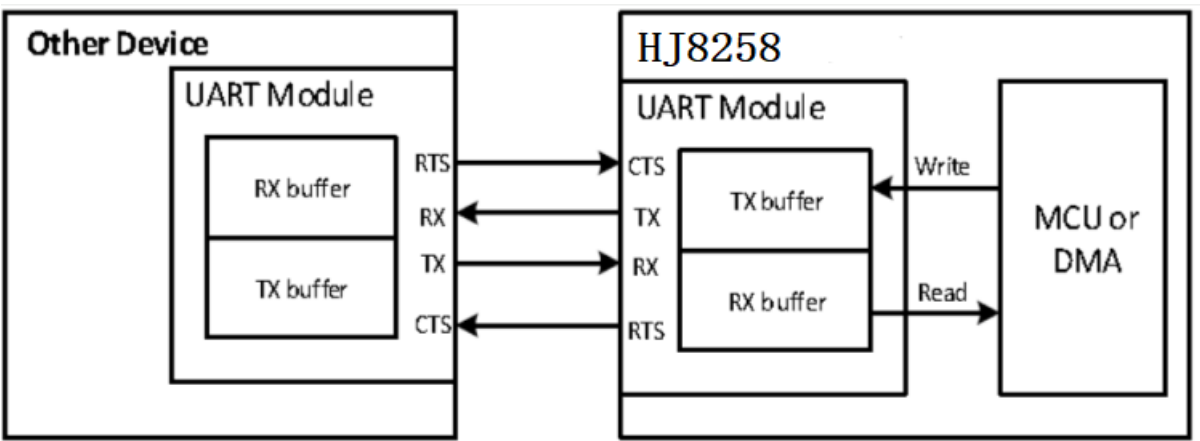 Other Device
UART Module
RX buffer
TX buffer
RTS
RX
TX
CTS
HJ8258
UART Module
CTS
TX
RX
RTS
TX buffer
RX buffer
Write
Read
MCU or
DMA